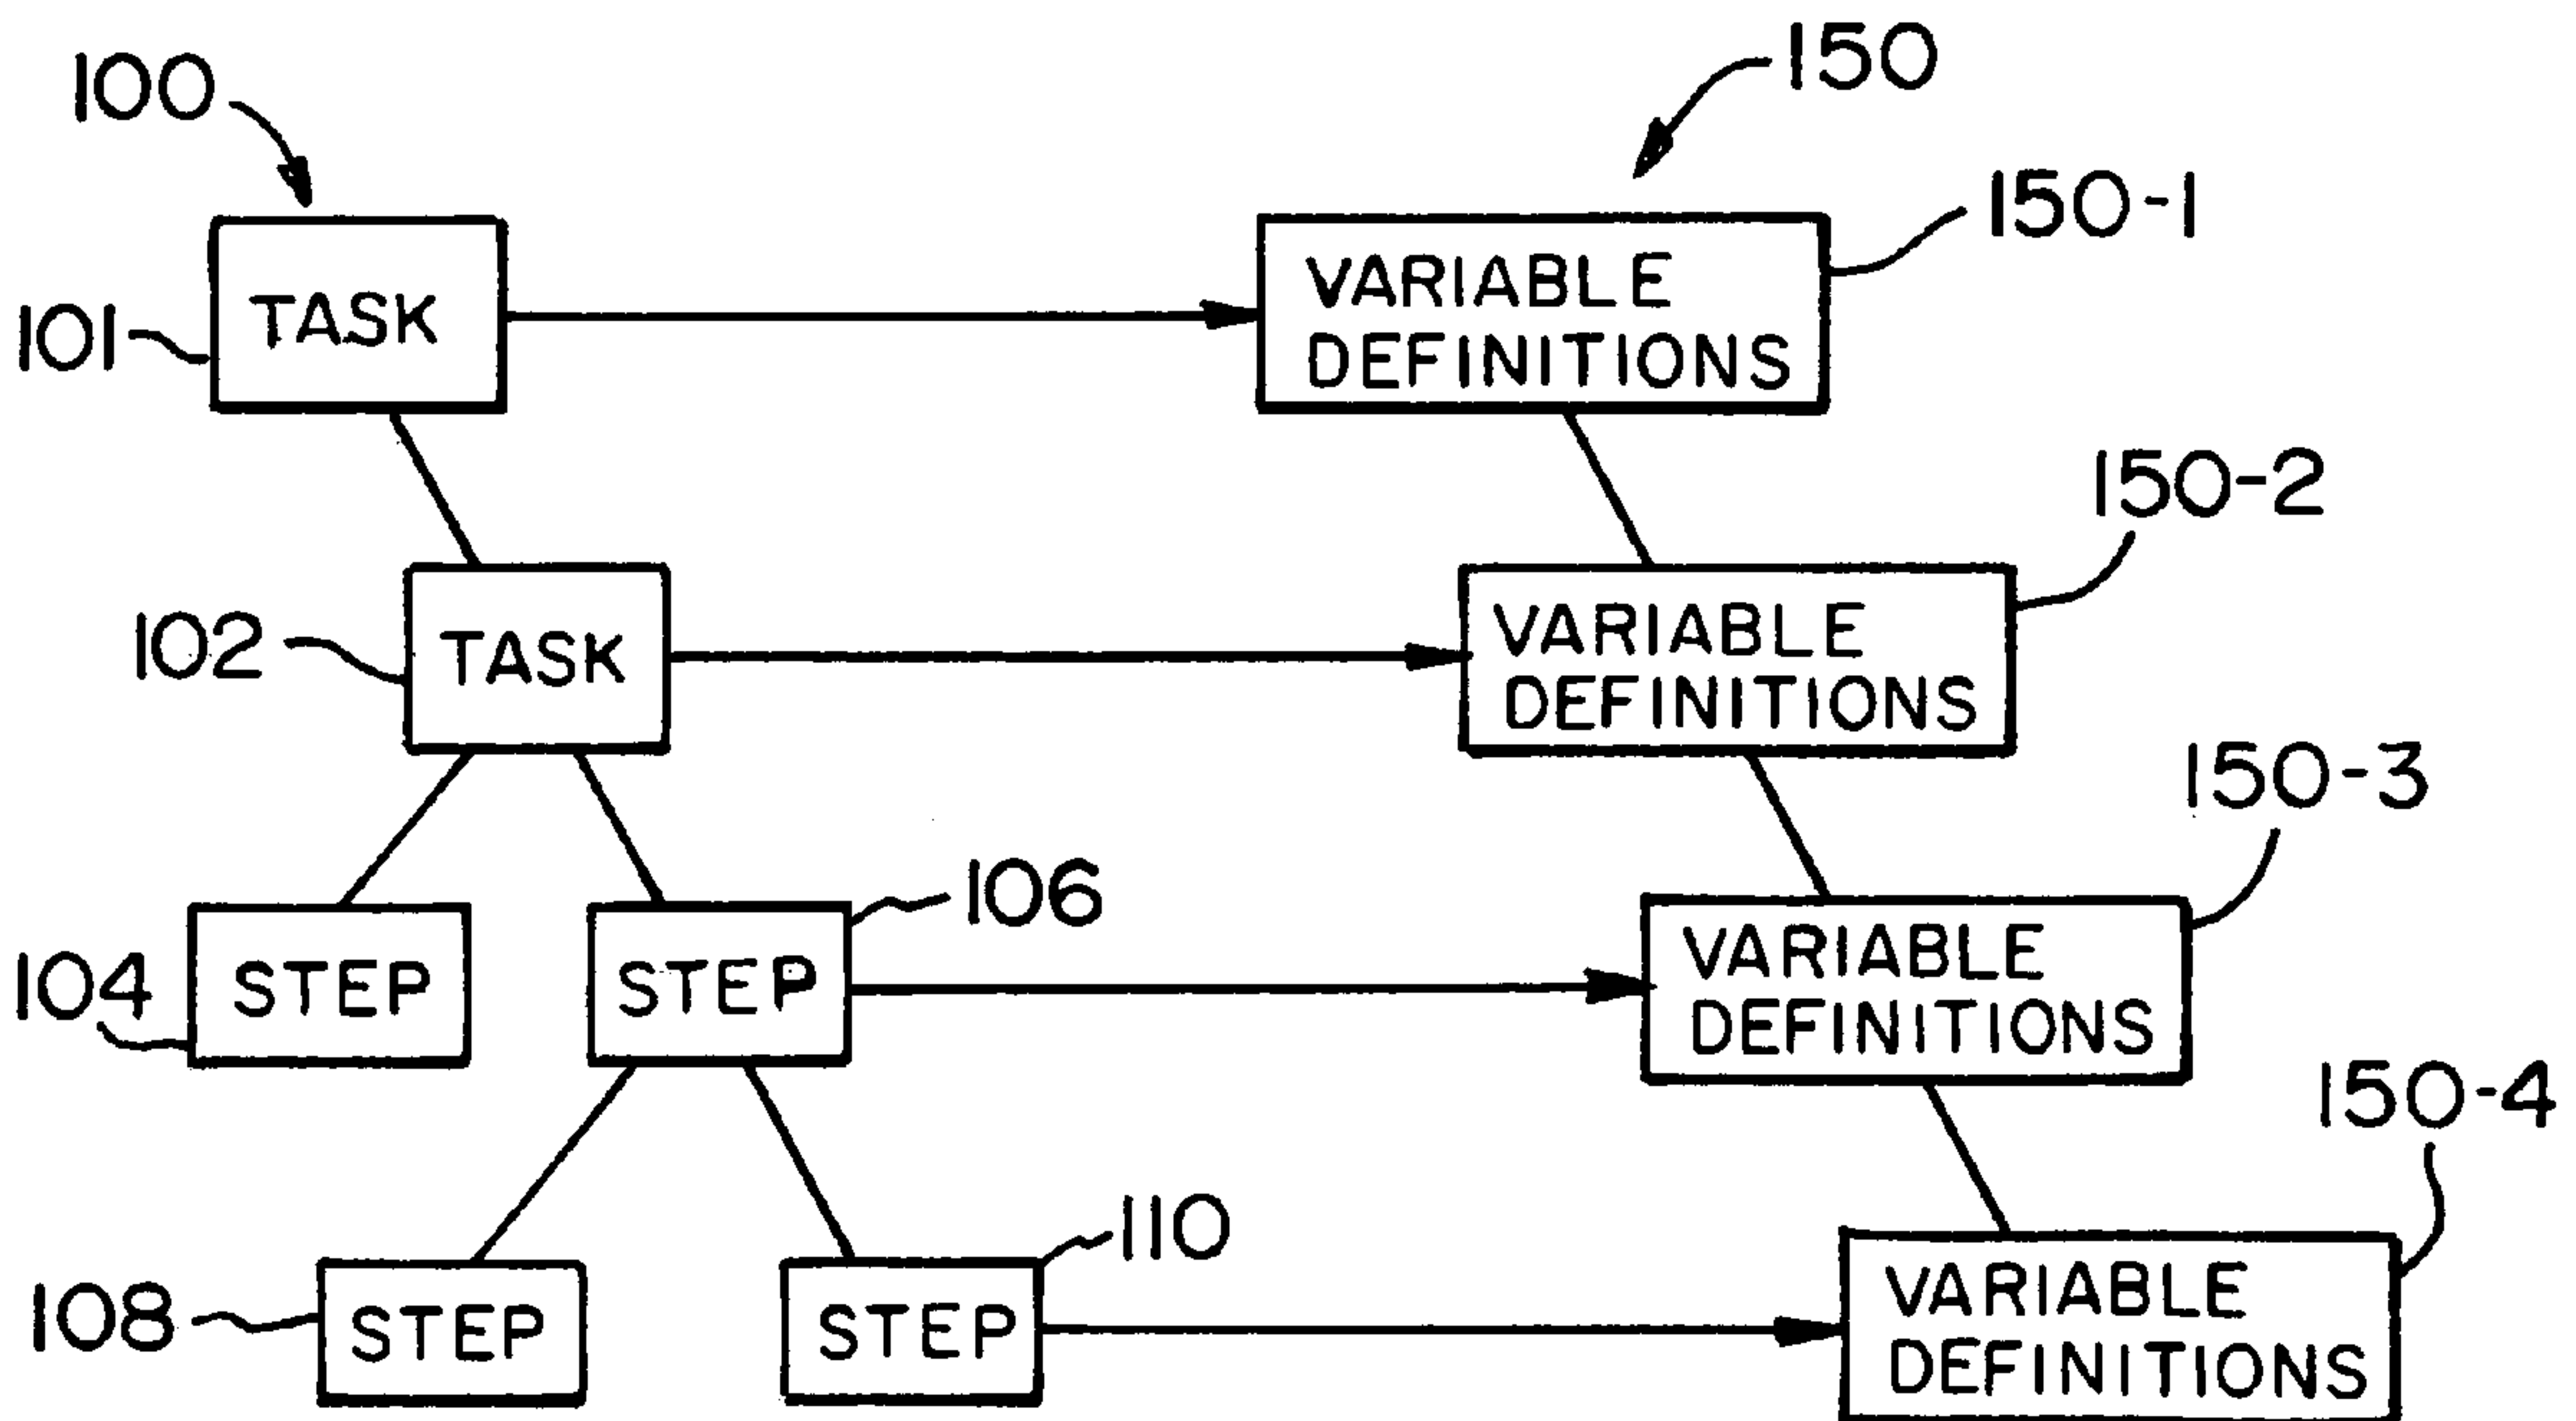 100
150
150-1
101
TASK
VARIABLE
DEFINITIONS
150-2
102
TASK
VARIABLE
DEFINITIONS
150-3
106
104
STEP
STEP
VARIABLE
DEFINITIONS
150-4
110
108
STEP
STEP
VARIABLE
DEFINITIONS